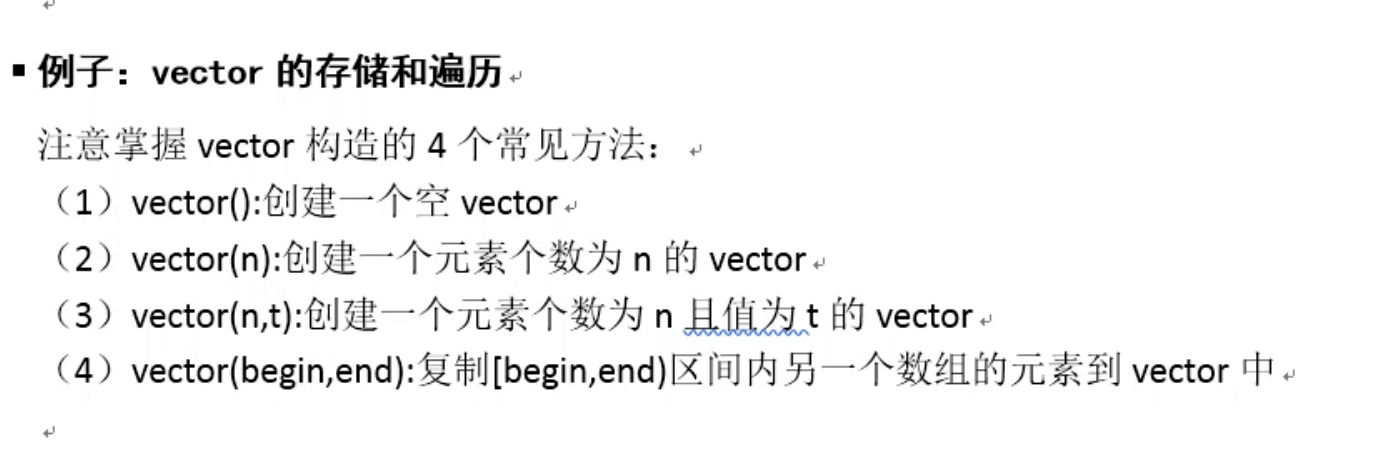 ▪ 例子：vector 的存储和遍历
注意掌握 vector 构造的 4 个常见方法：
（1）vector():创建一个空 vector
（2）vector(n):创建一个元素个数为 n 的 vector
（3）vector(n,t):创建一个元素个数为 n 且值为 t 的 vector
（4）vector(begin,end):复制[begin,end)区间内另一个数组的元素到 vector 中